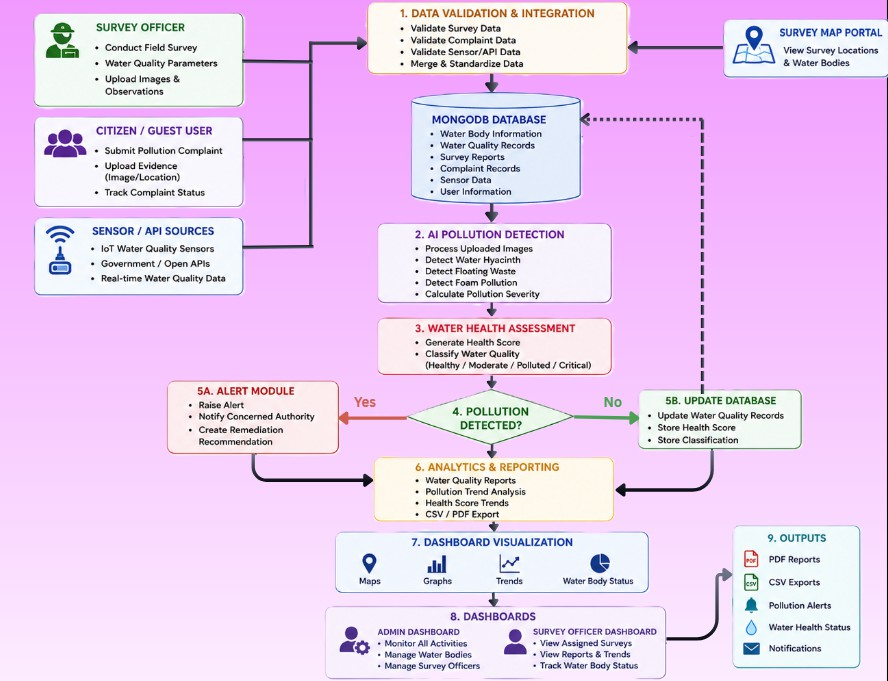 SURVEY OFFICER
• Conduct Field Survey
• Water Quality Parameters
• Upload Images &
Observations
CITIZEN / GUEST USER
• Submit Pollution Complaint
• Upload Evidence
(Image/Location)
• Track Complaint Status
SENSOR / API SOURCES
• IoT Water Quality Sensors
• Government / Open APIs
• Real-time Water Quality Data
1. DATA VALIDATION & INTEGRATION
• Validate Survey Data
• Validate Complaint Data
• Validate Sensor/API Data
• Merge & Standardize Data
SURVEY MAP PORTAL
View Survey Locations
& Water Bodies
MONGODB DATABASE
• Water Body Information
• Water Quality Records
• Survey Reports
• Complaint Records
• Sensor Data
• User Information
2. AI POLLUTION DETECTION
• Process Uploaded Images
• Detect Water Hyacinth
• Detect Floating Waste
• Detect Foam Pollution
• Calculate Pollution Severity
3. WATER HEALTH ASSESSMENT
• Generate Health Score
• Classify Water Quality
(Healthy / Moderate / Polluted / Critical)
4. POLLUTION
DETECTED?
Yes
No
5A. ALERT MODULE
• Raise Alert
• Notify Concerned Authority
• Create Remediation
Recommendation
5B. UPDATE DATABASE
• Update Water Quality Records
• Store Health Score
• Store Classification
6. ANALYTICS & REPORTING
• Water Quality Reports
• Pollution Trend Analysis
• Health Score Trends
• CSV / PDF Export
7. DASHBOARD VISUALIZATION
Maps
Graphs
Trends
Water Body Status
8. DASHBOARDS
ADMIN DASHBOARD
• Monitor All Activities
• Manage Water Bodies
• Manage Survey Officers
SURVEY OFFICER DASHBOARD
• View Assigned Surveys
• View Reports & Trends
• Track Water Body Status
9. OUTPUTS
PDF
PDF Reports
CSV
CSV Exports
Pollution Alerts
Water Health Status
Notifications